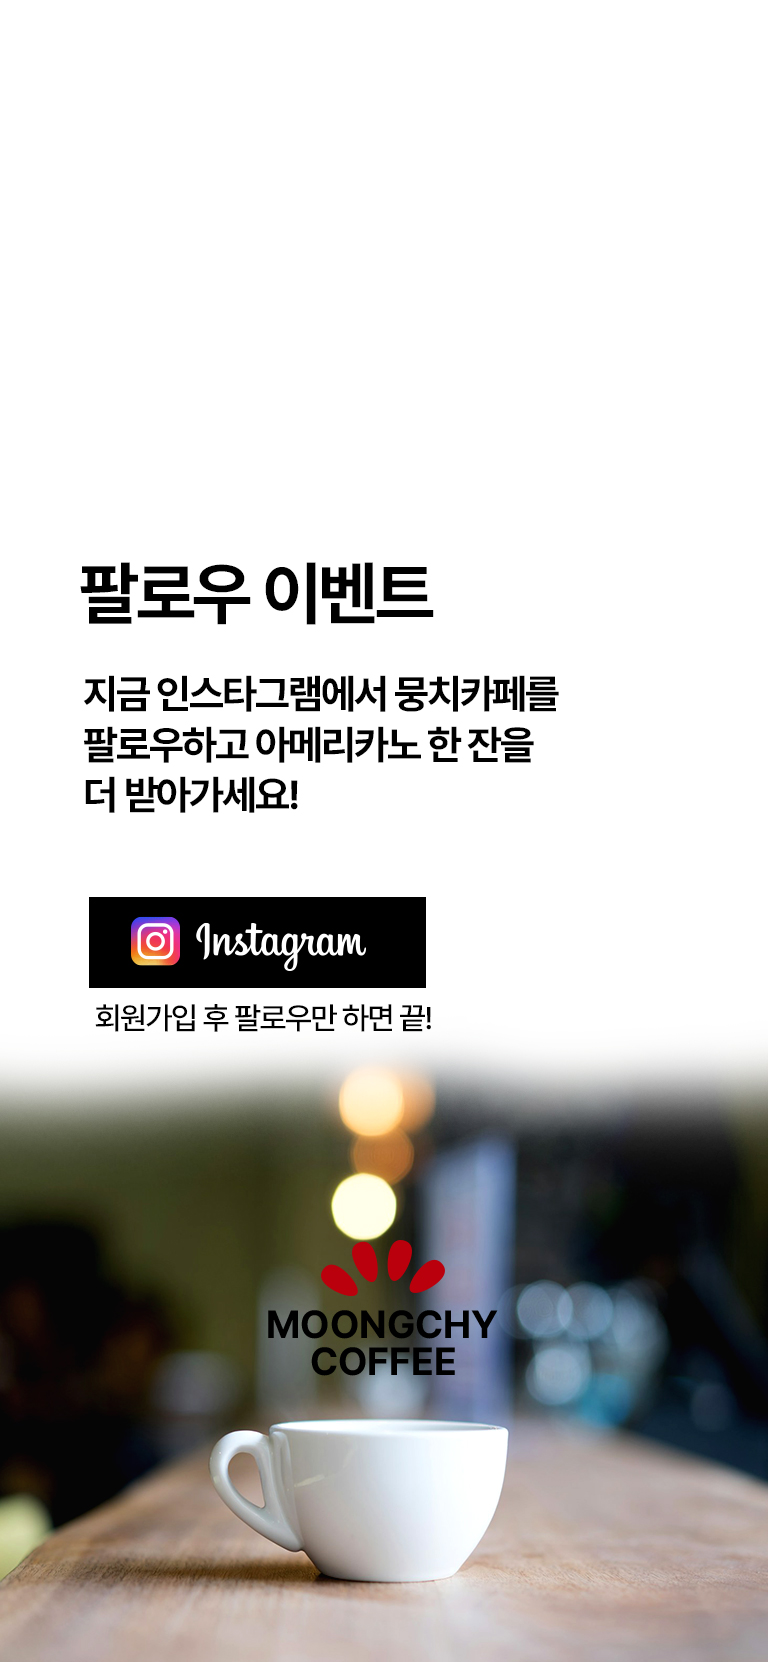 팔로우 이벤트
지금 인스타그램에서 뭉치카페를
팔로우하고 아메리카노 한 잔을
더 받아가세요!
Instagram
회원가입 후 팔로우만 하면 끝!
MOONGCHY
COFFEE